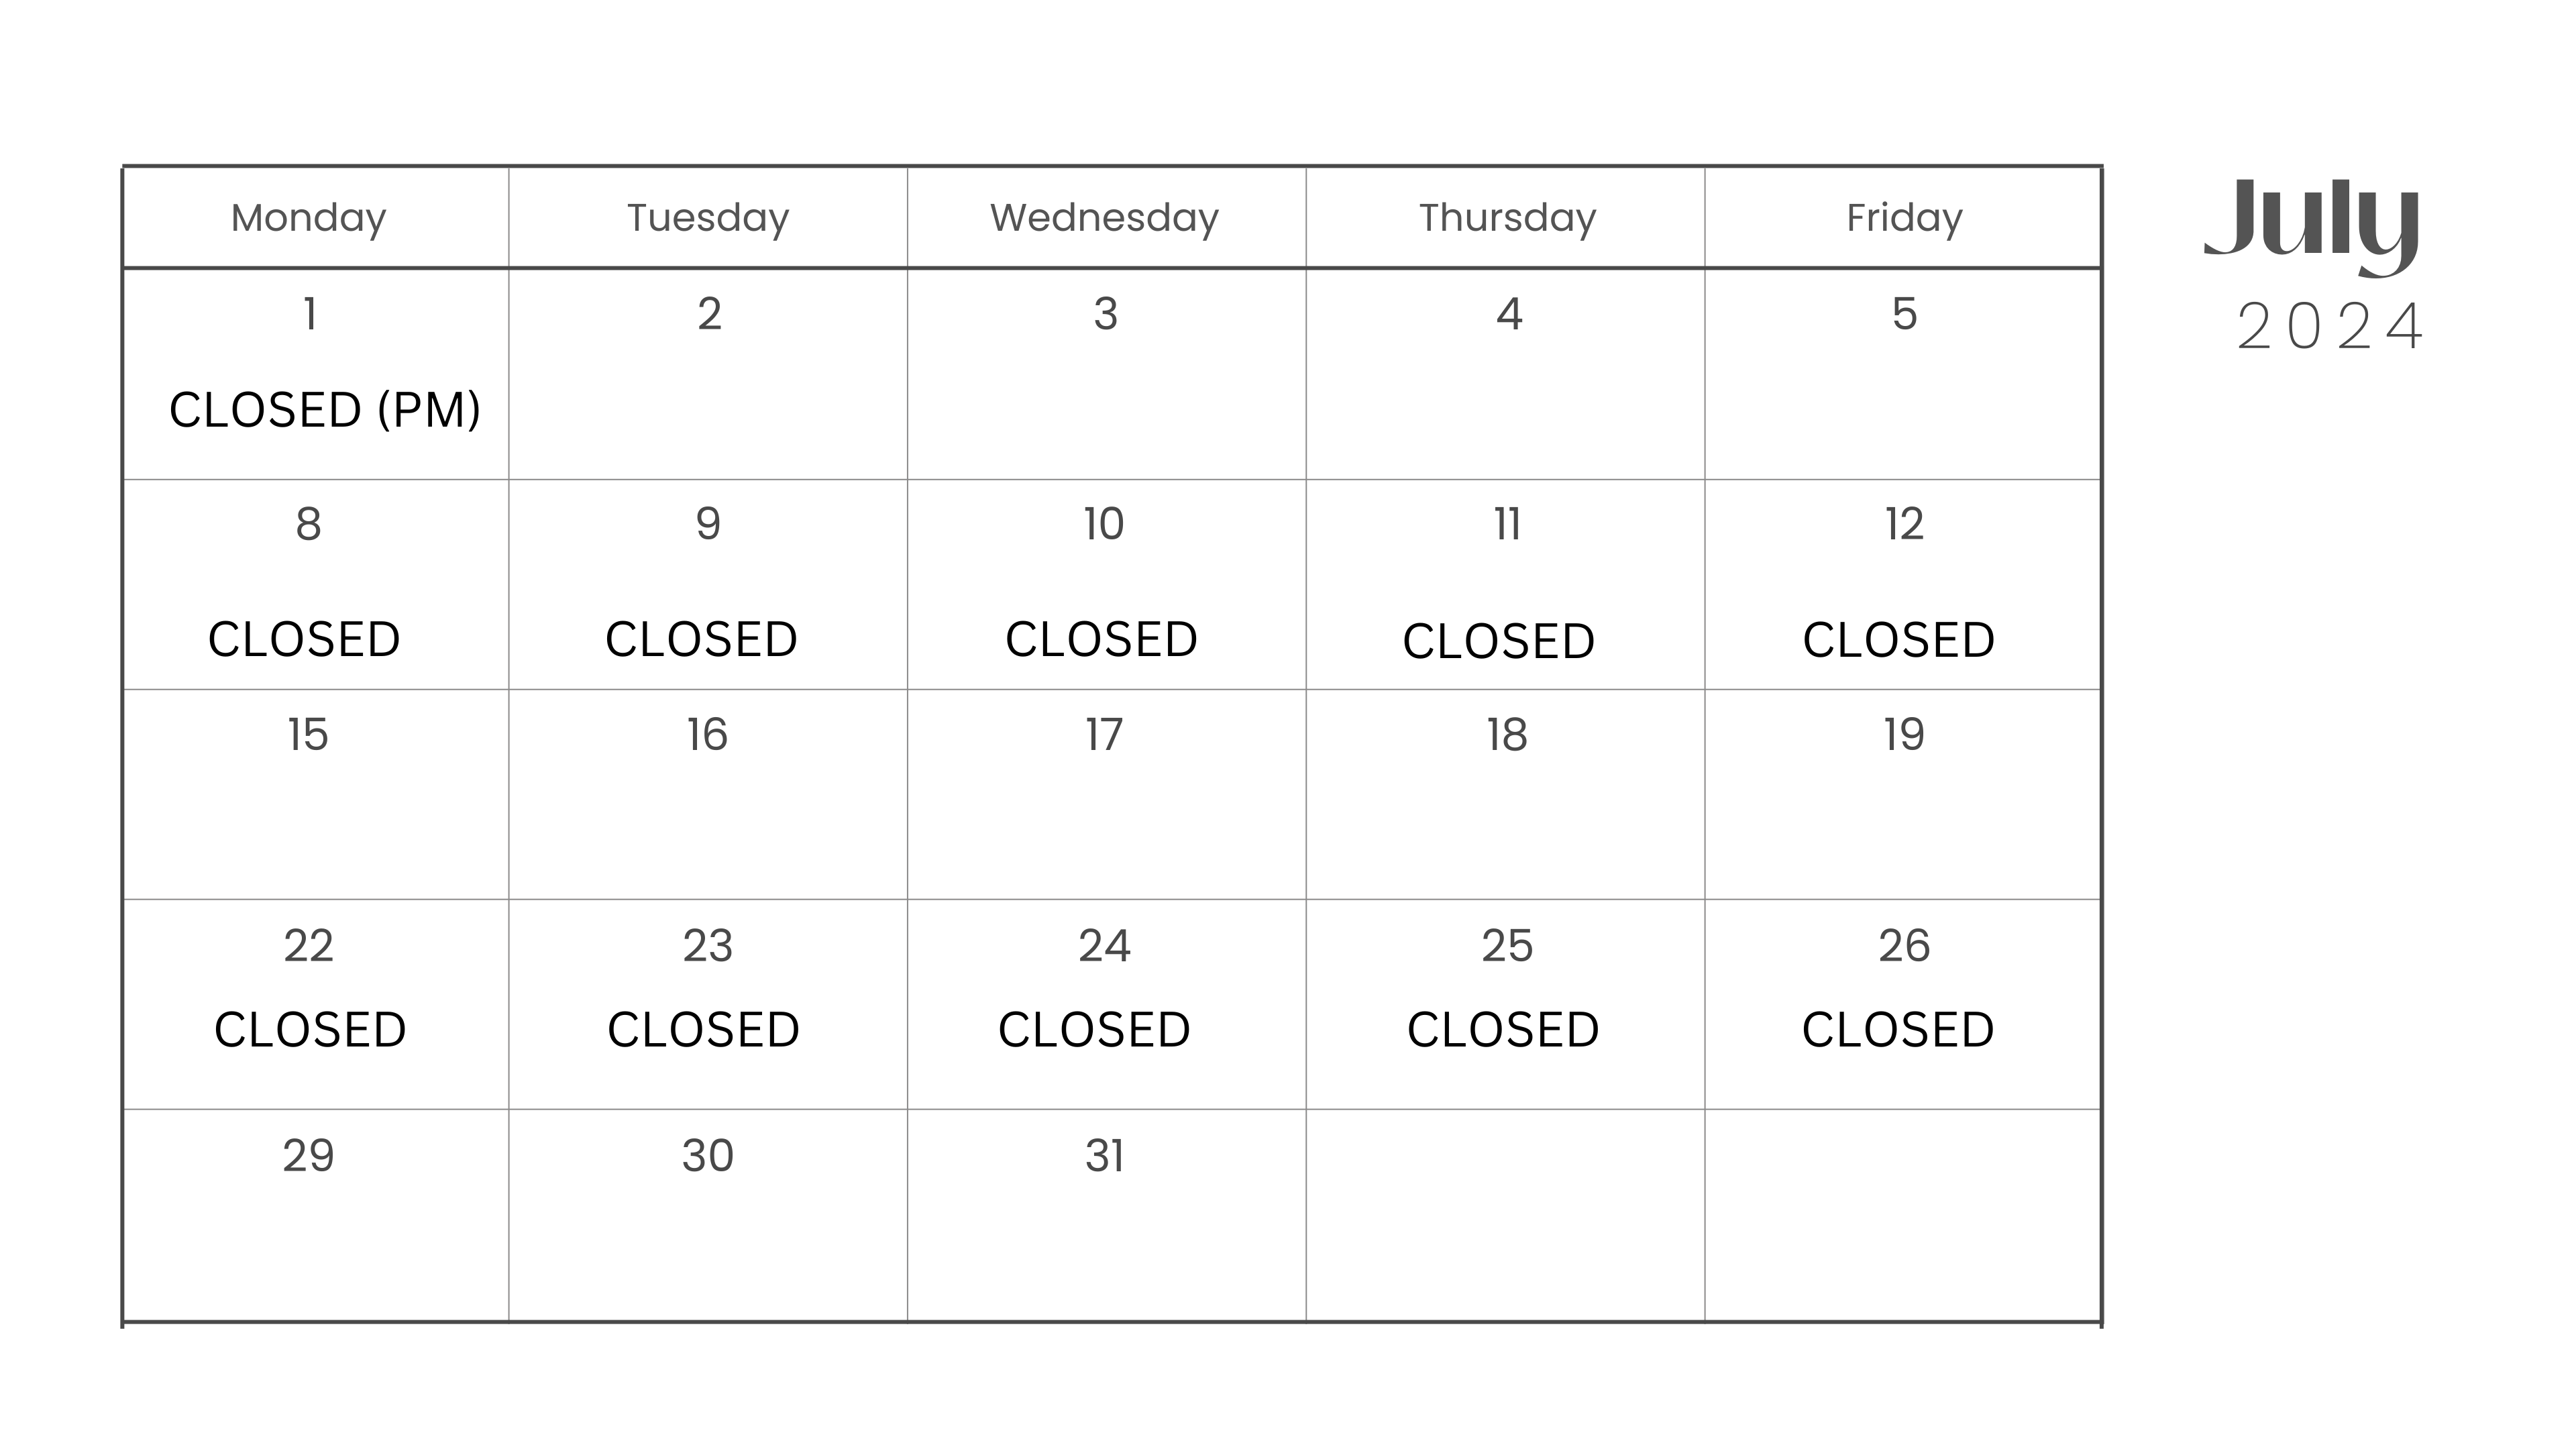 July
2024
Monday Tuesday Wednesday Thursday Friday
1 2 3 4 5
CLOSED (PM)
8 9 10 11 12
CLOSED CLOSED CLOSED CLOSED CLOSED
15 16 17 18 19
22 23 24 25 26
CLOSED CLOSED CLOSED CLOSED CLOSED
29 30 31